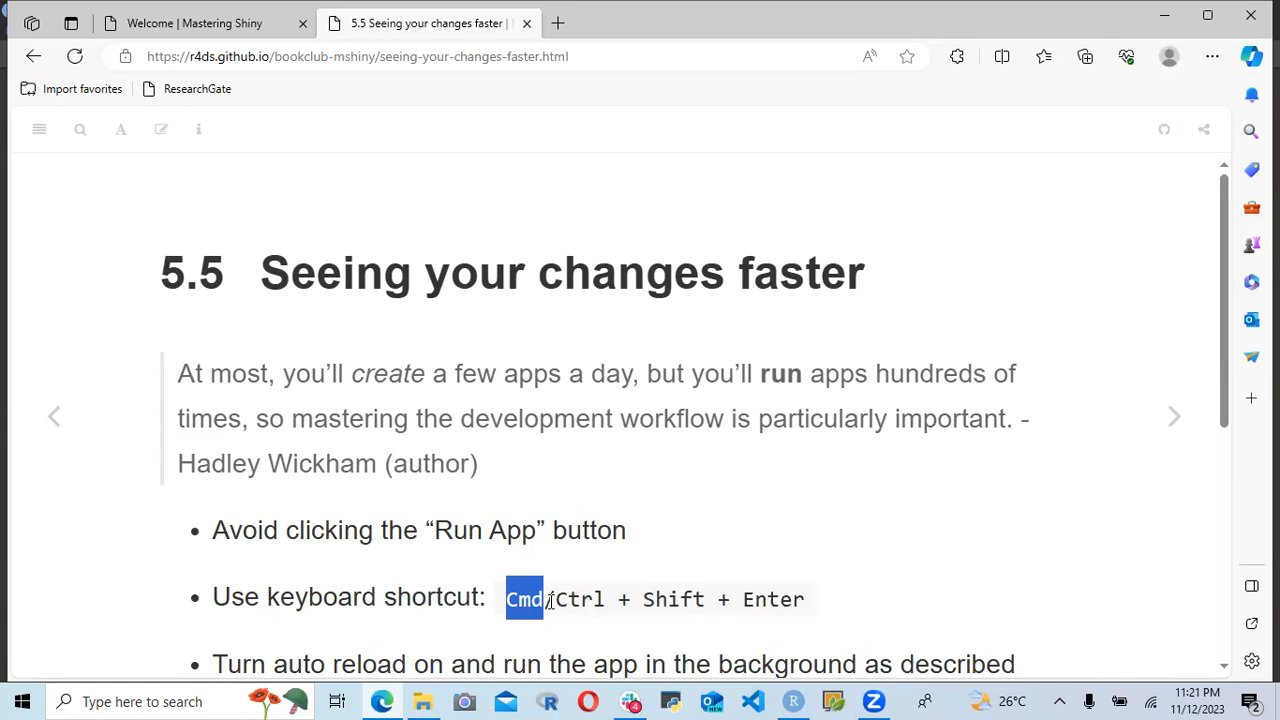 Welcome | Mastering Shiny
5.5 Seeing your changes faster |
https://r4ds.github.io/bookclub-mshiny/seeing-your-changes-faster.html
Import favorites
ResearchGate
5.5 Seeing your changes faster
At most, you’ll create a few apps a day, but you’ll run apps hundreds of
times, so mastering the development workflow is particularly important. -
Hadley Wickham (author)
• Avoid clicking the “Run App” button
• Use keyboard shortcut: Cmd/Ctrl + Shift + Enter
• Turn auto reload on and run the app in the background as described
Type here to search
4
26°C
11:21 PM
11/12/2023
2